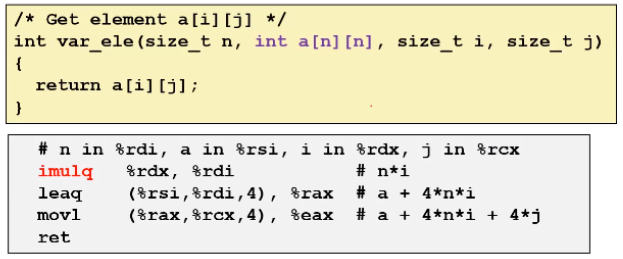 /* Get element a[i][j] */
int var_ele(size_t n, int a[n][n], size_t i, size_t j)
{
  return a[i][j];
}
# n in %rdi, a in %rsi, i in %rdx, j in %rcx
imulq   %rdx, %rdi           # n*i
leaq    (%rsi,%rdi,4), %rax  # a + 4*n*i
movl    (%rax,%rcx,4), %eax  # a + 4*n*i + 4*j
ret